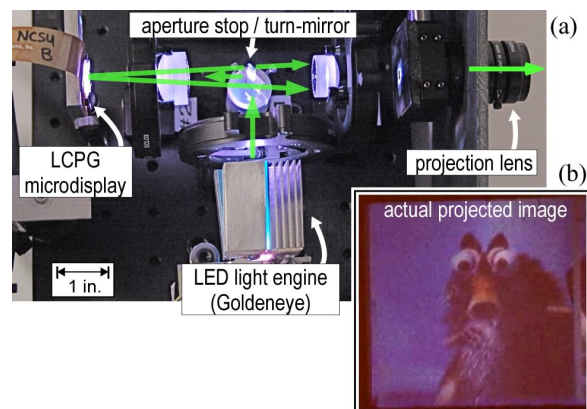 aperture stop / turn-mirror
(a)
NCSU
B
LCPG
microdisplay
projection lens
LED light engine
(Goldeneye)
1 in.
(b)
actual projected image